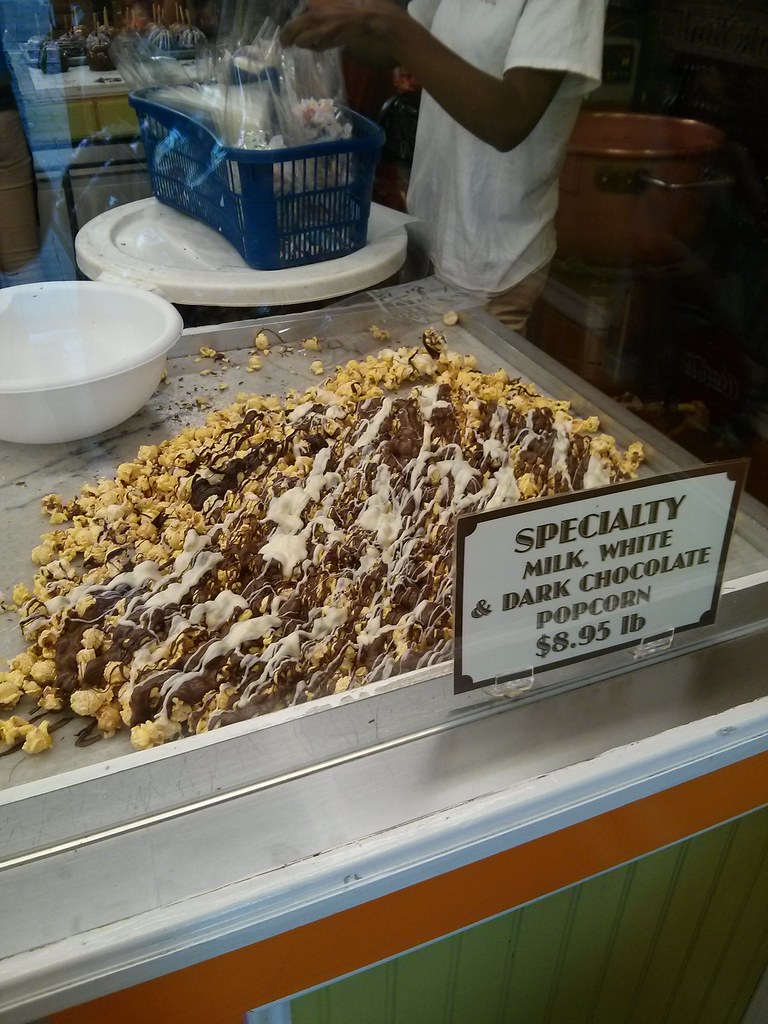 SPECIALTY
MILK, WHITE
& DARK CHOCOLATE
POPCORN
$8.95 lb